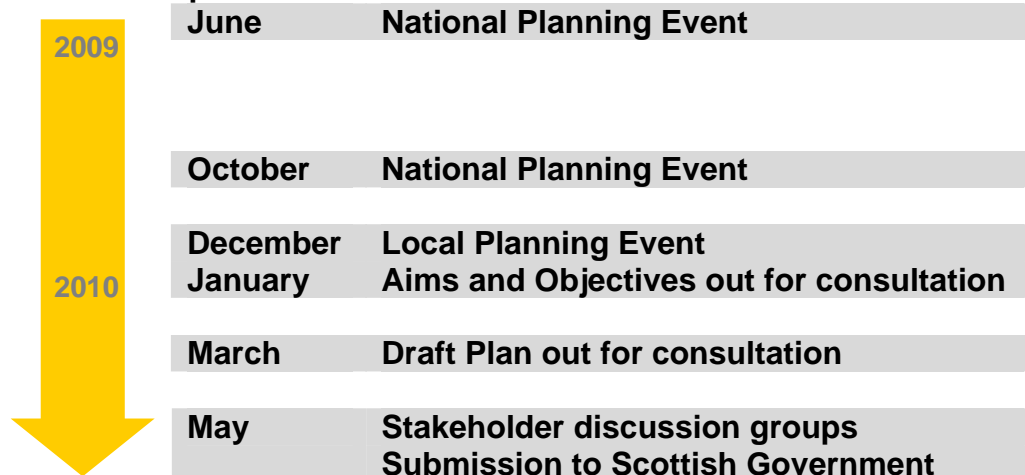 June National Planning Event
2009
October National Planning Event
December Local Planning Event
2010 January Aims and Objectives out for consultation
March Draft Plan out for consultation
May Stakeholder discussion groups
Submission to Scottish Government